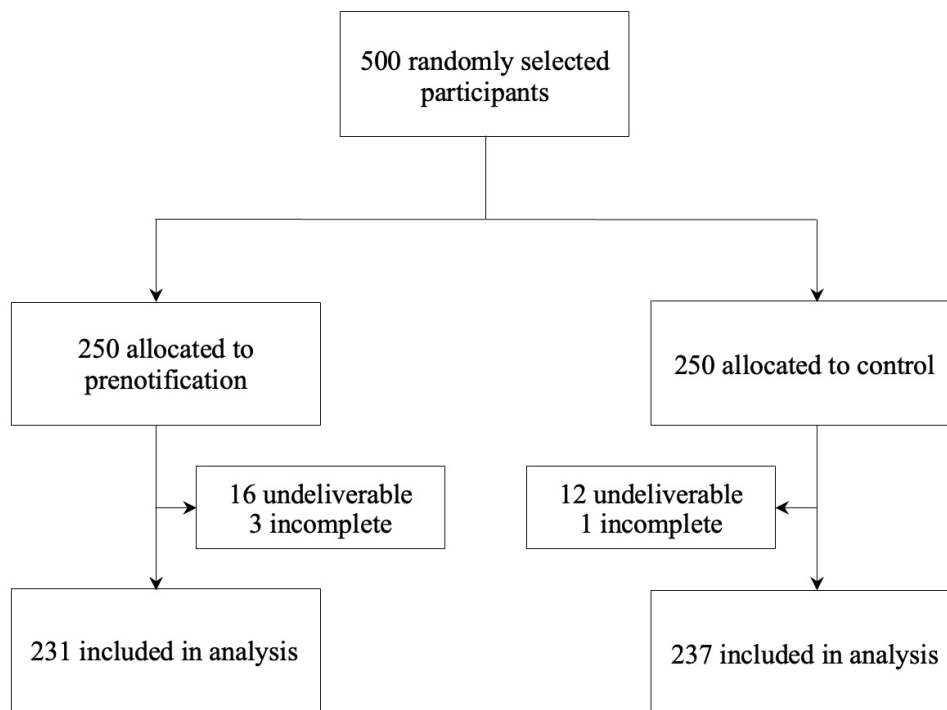 500 randomly selected
participants
250 allocated to
prenotification
250 allocated to control
16 undeliverable
3 incomplete
12 undeliverable
1 incomplete
231 included in analysis
237 included in analysis